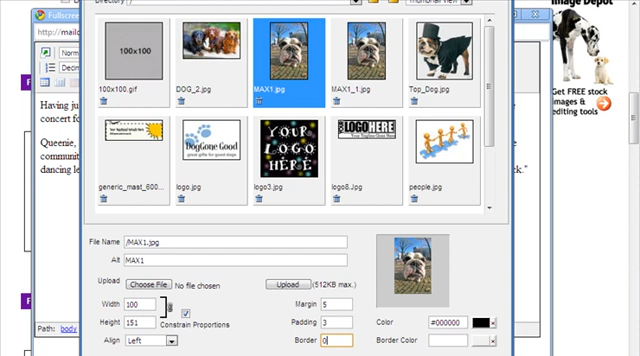 Directory /
Thumbnail View
Fullscreen
http://mailc
Norm
Decim
Image Depot
100x100
100x100.gif
DOG_2.jpg
MAX1.jpg
MAX1_1.jpg
Top_Dog.jpg
Get FREE stock
images &
editing tools
Having ju
concert fo
Queenie,
communit
dancing le
DogGone Good
great gifts for good dogs
YOUR
LOGO
HERE
LOGOHERE
generic_mast_600...
logo.jpg
logo3.jpg
logo8.jpg
people.jpg
File Name /MAX1.jpg
Alt MAX1
Upload Choose File No file chosen Upload (512KB max.)
Width 100 Margin 5
Height 151 Constrain Proportions Padding 3 Color #000000
Align Left Border 0 Border Color
Path: body